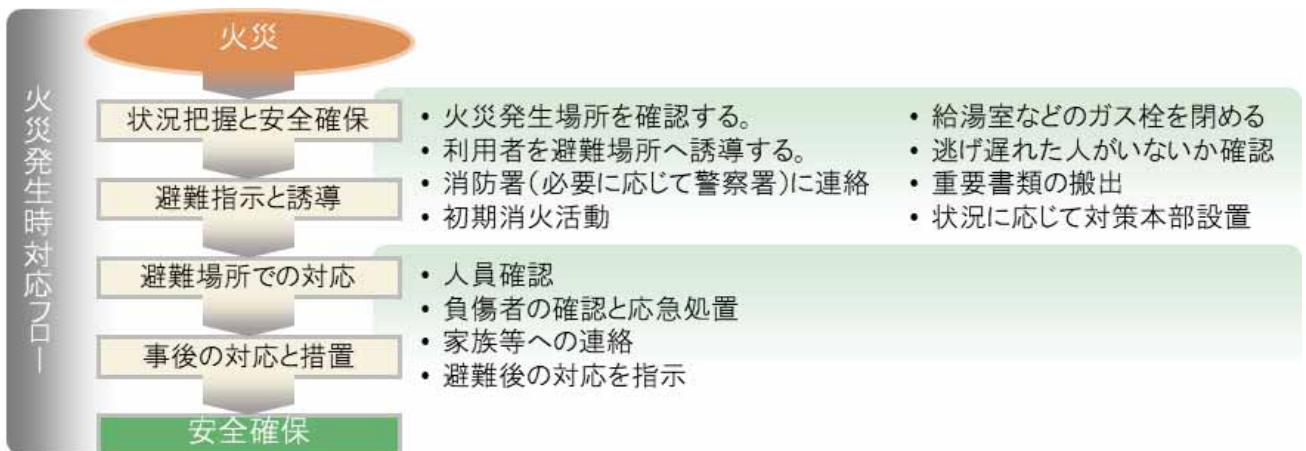 火災発生時対応フロー
火災
状況把握と安全確保
避難指示と誘導
避難場所での対応
事後の対応と措置
安全確保
• 火災発生場所を確認する。
• 利用者を避難場所へ誘導する。
• 消防署(必要に応じて警察署)に連絡
• 初期消火活動
• 給湯室などのガス栓を閉める
• 逃げ遅れた人がいないか確認
• 重要書類の搬出
• 状況に応じて対策本部設置
• 人員確認
• 負傷者の確認と応急処置
• 家族等への連絡
• 避難後の対応を指示